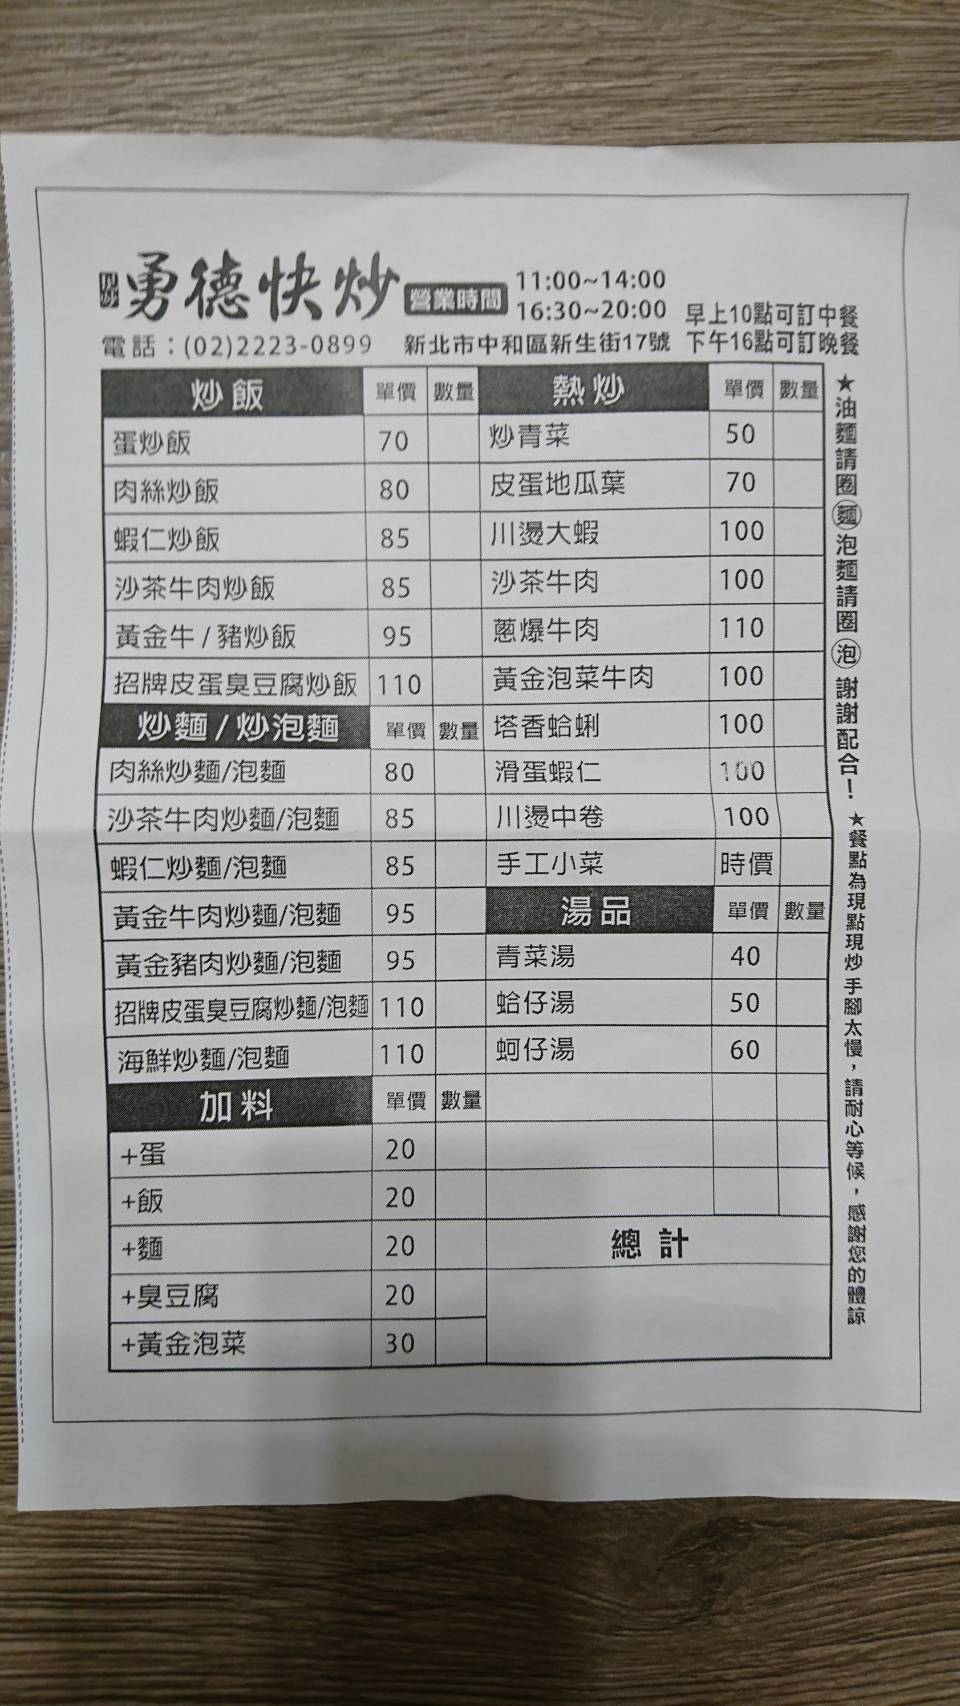 現炒 勇德快炒 營業時間 11:00~14:00
16:30~20:00
早上10點可訂中餐
電話：(02)2223-0899 新北市中和區新生街17號 下午16點可訂晚餐
炒飯 單價 數量
蛋炒飯 70
肉絲炒飯 80
蝦仁炒飯 85
沙茶牛肉炒飯 85
黃金牛/豬炒飯 95
招牌皮蛋臭豆腐炒飯 110
炒麵/炒泡麵 單價 數量
肉絲炒麵/泡麵 80
沙茶牛肉炒麵/泡麵 85
蝦仁炒麵/泡麵 85
黃金牛肉炒麵/泡麵 95
黃金豬肉炒麵/泡麵 95
招牌皮蛋臭豆腐炒麵/泡麵 110
海鮮炒麵/泡麵 110
加料 單價 數量
+蛋 20
+飯 20
+麵 20
+臭豆腐 20
+黃金泡菜 30
熱炒 單價 數量
炒青菜 50
皮蛋地瓜葉 70
川燙大蝦 100
沙茶牛肉 100
蔥爆牛肉 110
黃金泡菜牛肉 100
塔香蛤蜊 100
滑蛋蝦仁 100
川燙中卷 100
手工小菜 時價
湯品 單價 數量
青菜湯 40
蛤仔湯 50
蚵仔湯 60
總計
★油麵請圈麵泡麵請圈泡謝謝配合！★餐點為現點現炒手腳太慢，請耐心等候，感謝您的體諒